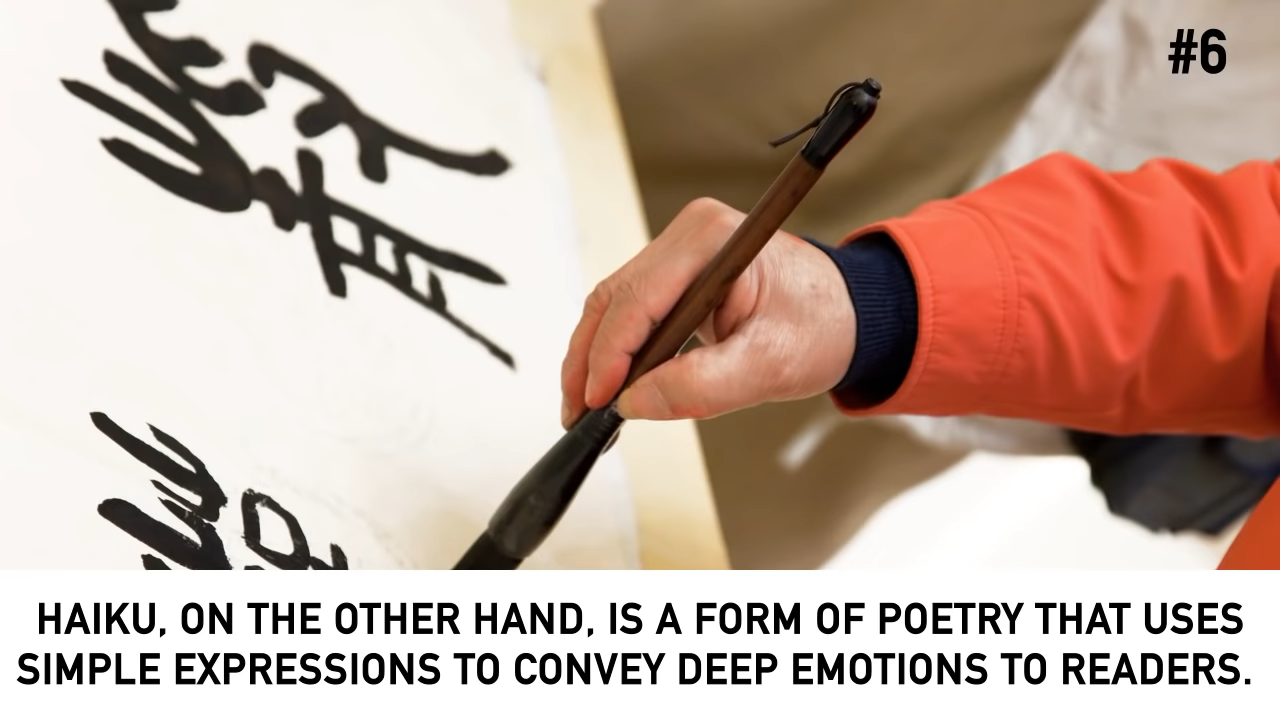 #6
HAIKU, ON THE OTHER HAND, IS A FORM OF POETRY THAT USES
SIMPLE EXPRESSIONS TO CONVEY DEEP EMOTIONS TO READERS.